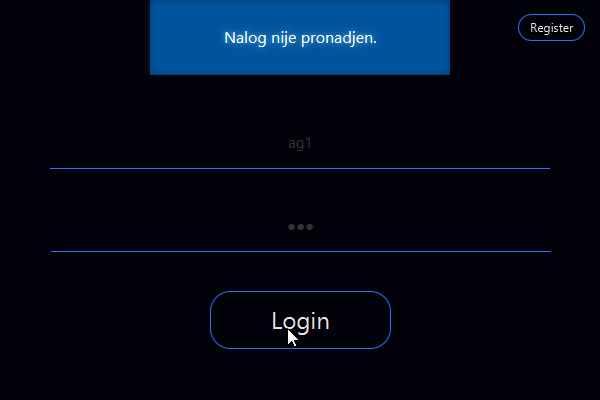 Nalog nije pronadjen.
Register
ag1
Login